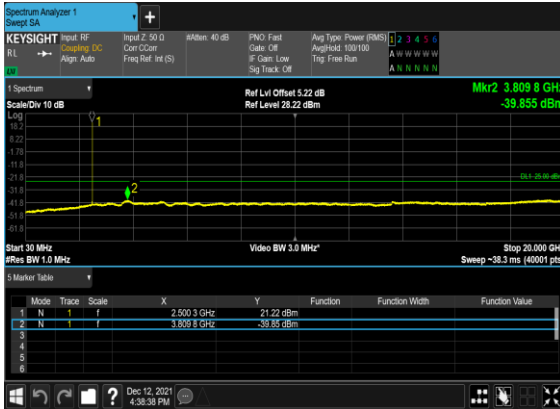 Spectrum Analyzer 1
Swept SA
+
KEYSIGHT Input: RF Input Z: 50 Ω #Atten: 40 dB PNO: Fast Avg Type: Power (RMS) 1 2 3 4 5 6
RL Coupling: DC Corr CCorr Gate: Off Avg|Hold: 100/100 A W W W W W
Align: Auto Freq Ref: Int (S) IF Gain: Low Trig: Free Run
Sig Track: Off A N N N N N
1 Spectrum Ref Lvl Offset 5.22 dB Mkr2 3.809 8 GHz
Scale/Div 10 dB Ref Level 28.22 dBm -39.855 dBm
Log
18.2
8.22
-1.78
-11.8
-21.8
-31.8
-41.8
-51.8
-61.8
1
2
DL1 -25.00 dBm
Start 30 MHz Video BW 3.0 MHz* Stop 20.000 GHz
#Res BW 1.0 MHz Sweep ~38.3 ms (40001 pts)
5 Marker Table
Mode Trace Scale X Y Function Function Width Function Value
1 N 1 f 2.500 3 GHz 21.22 dBm
2 N 1 f 3.809 8 GHz -39.85 dBm
3
4
5
6
? Dec 12, 2021
4:38:38 PM